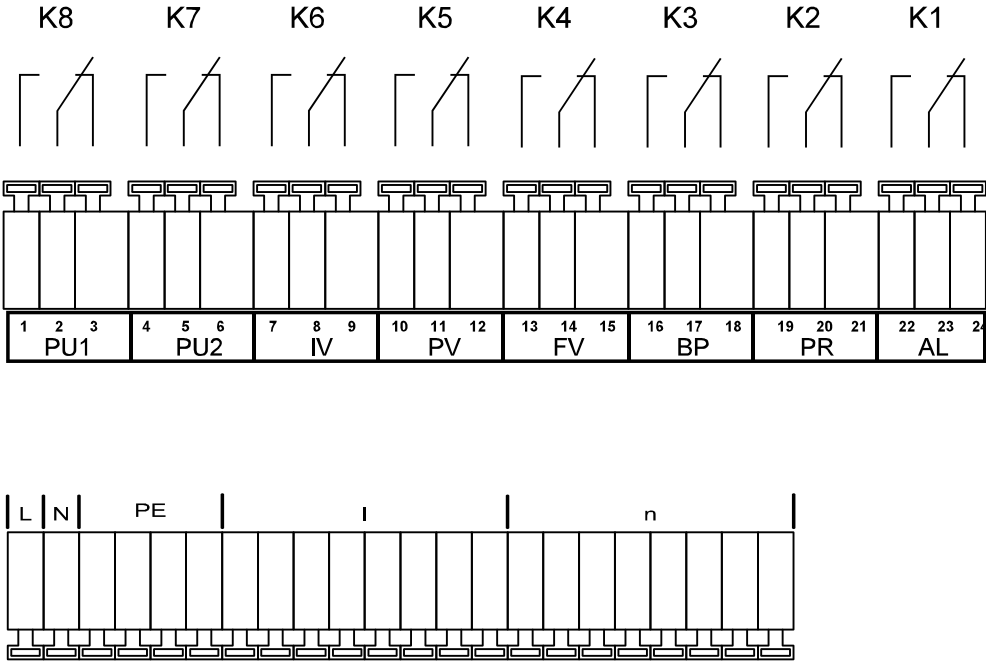 K8 K7 K6 K5 K4 K3 K2 K1
1 2 3 4 5 6 7 8 9 10 11 12 13 14 15 16 17 18 19 20 21 22 23 24
PU1 PU2 IV PV FV BP PR AL
L N PE l n